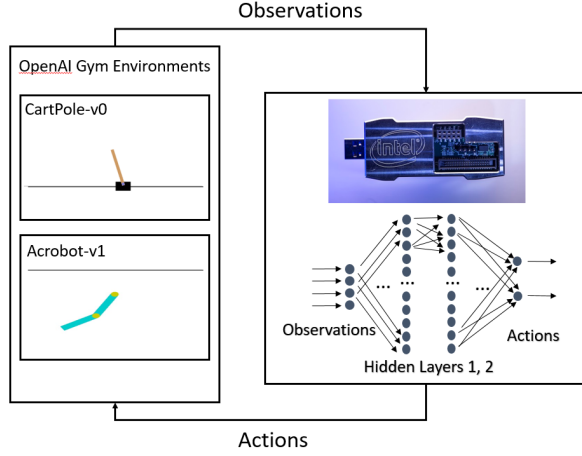 Observations
OpenAI Gym Environments
CartPole-v0
Acrobot-v1
intel
... ...
Observations
Actions
Hidden Layers 1, 2
Actions